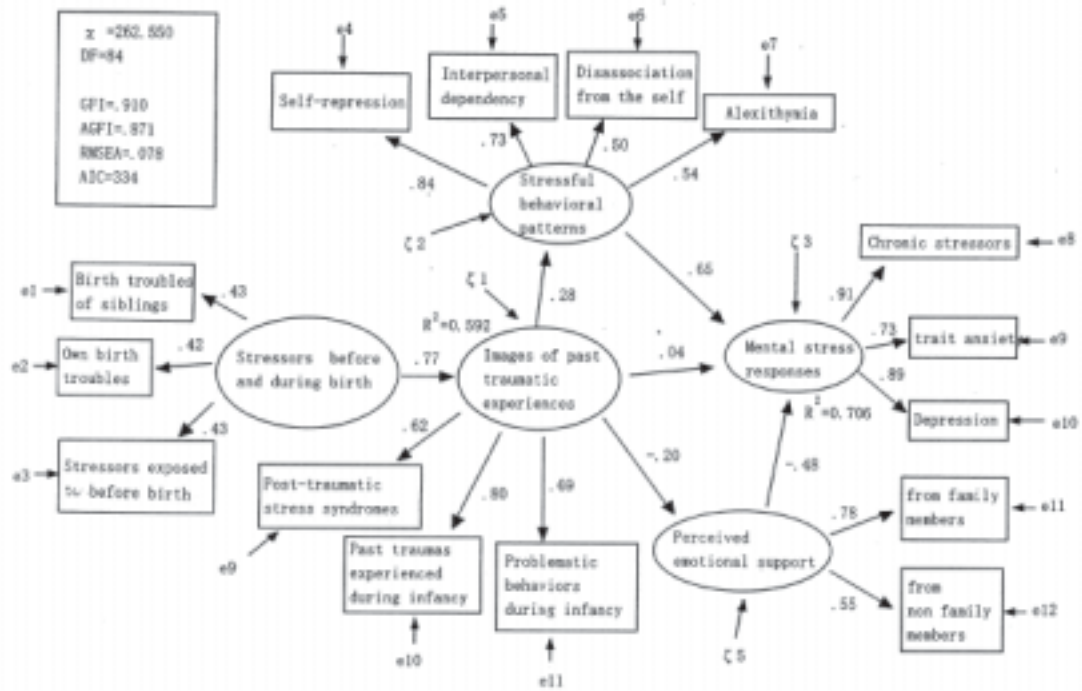 χ =262.550
DF=84
GFI=.910
AGFI=.871
RMSEA=.078
AIC=334
e4
e5
e6
e7
Self-repression
Interpersonal
dependency
Disassociation
from the self
Alexithymia
.84
.73
.50
.54
Stressful
behavioral
patterns
ζ2
ζ1
ζ3
.28
.65
Chronic stressors
e8
e1
Birth troubles
of siblings
.43
R²=0.592
.91
e2
Own birth
troubles
.42
Stressors before
and during birth
.77
Images of past
traumatic
experiences
.04
Mental stress
responses
.73
trait anxiet
e9
.89
R²=0.706
Depression
e10
e3
Stressors exposed
to before birth
.43
.62
.80
.69
-.20
-.48
Post-traumatic
stress syndromes
e9
Past traumas
experienced
during infancy
e10
Problematic
behaviors
during infancy
e11
Perceived
emotional support
ζ5
.78
from family
members
e11
.55
from
non family
members
e12